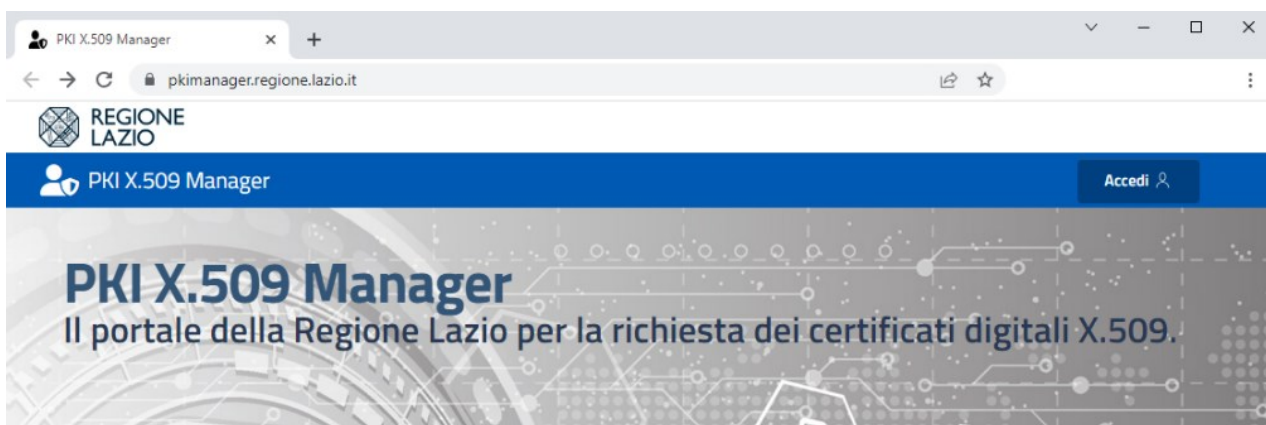 PKI X.509 Manager
pkimanager.regione.lazio.it
REGIONE
LAZIO
PKI X.509 Manager
Accedi
PKI X.509 Manager
Il portale della Regione Lazio per la richiesta dei certificati digitali X.509.